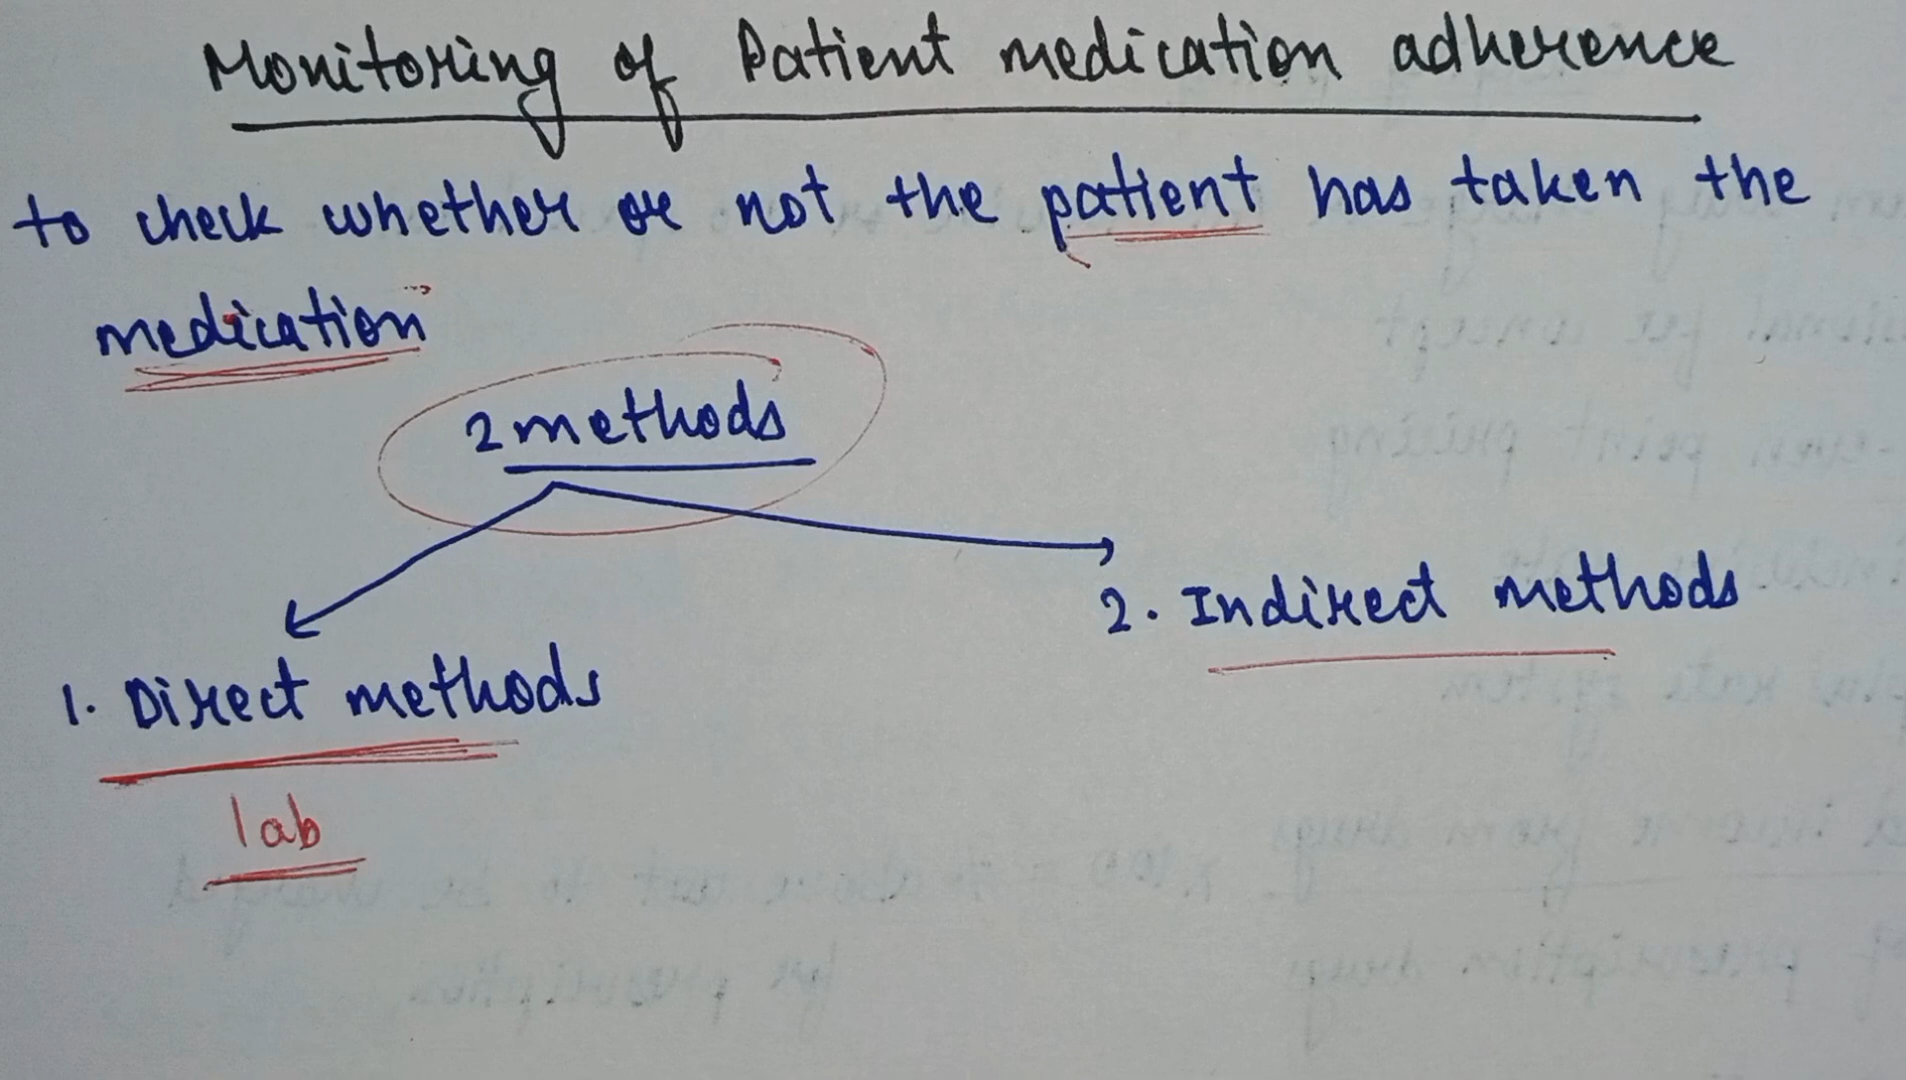 Monitoring of Patient medication adherence
to check whether or not the patient has taken the
medication
2 methods
2. Indirect methods
1. Direct methods
lab